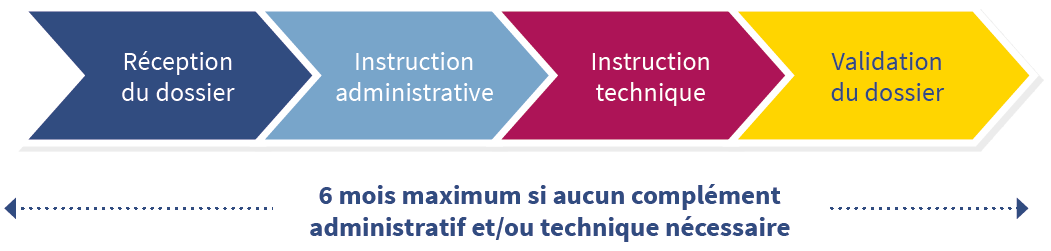 Réception
du dossier
Instruction
administrative
Instruction
technique
Validation
du dossier
6 mois maximum si aucun complément
administratif et/ou technique nécessaire